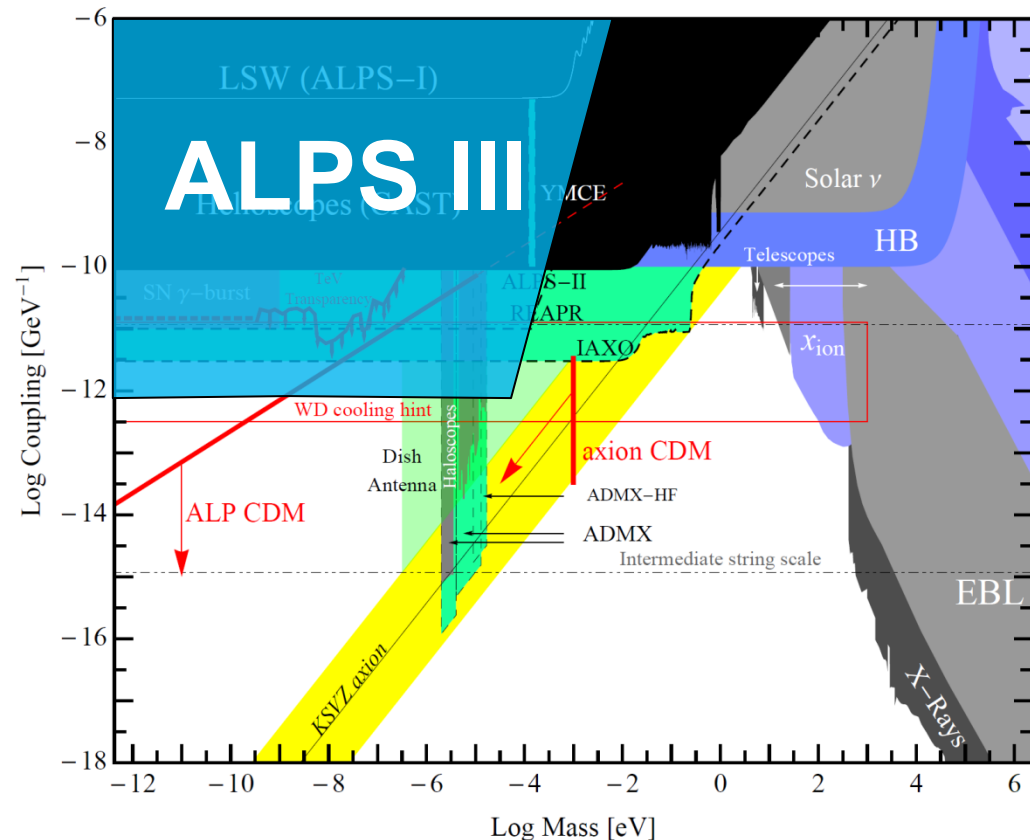 −6
−8
−10
−12
−14
−16
−18
Log Coupling [GeV⁻¹]
LSW (ALPS−I)
ALPS III
Helioscopes (CAST)
YMCE
Solar ν
HB
Telescopes
SN γ−burst
TeV
Transparency
ALPS−II
REAPR
IAXO
x_ion
WD cooling hint
Haloscopes
Dish
Antenna
axion CDM
ADMX−HF
ALP CDM
ADMX
Intermediate string scale
EBL
KSVZ axion
X−Rays
−12
−10
−8
−6
−4
−2
0
2
4
6
Log Mass [eV]